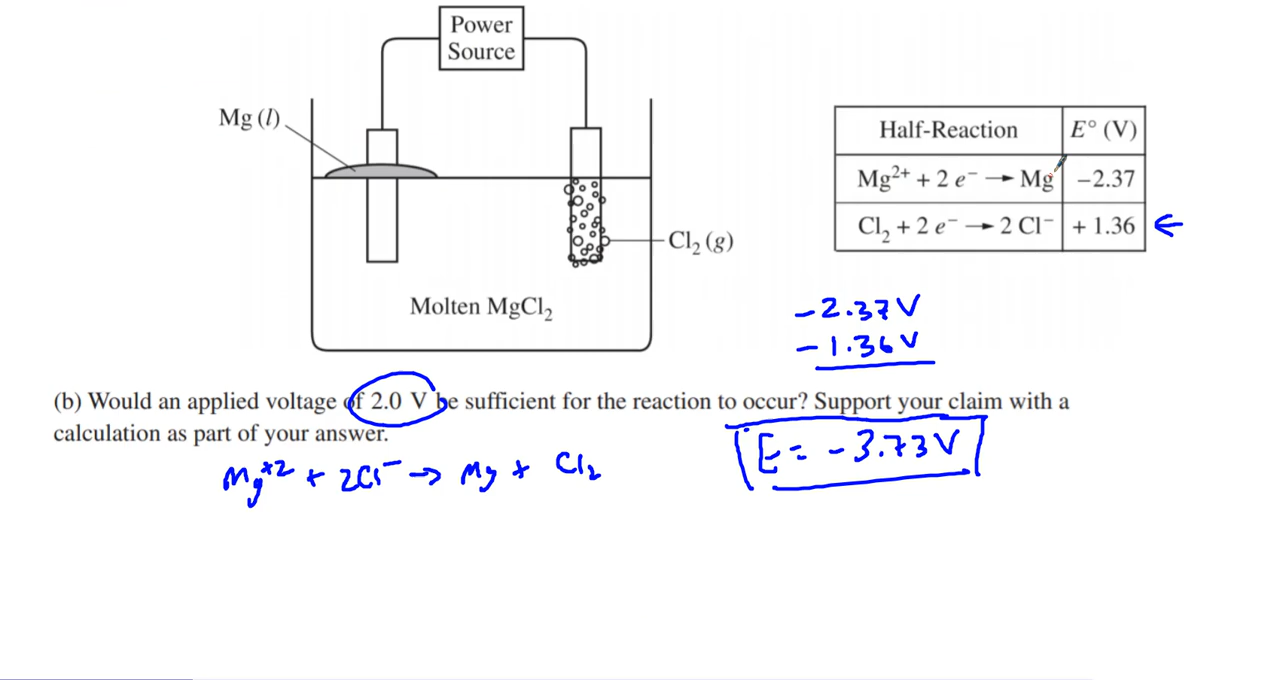 Power
Source
Mg (l)
Half-Reaction E° (V)
Mg²⁺ + 2 e⁻ → Mg −2.37
Cl₂ + 2 e⁻ → 2 Cl⁻ + 1.36 ←
Cl₂ (g)
Molten MgCl₂
−2.37V
−1.36V
(b) Would an applied voltage of 2.0 V be sufficient for the reaction to occur? Support your claim with a
calculation as part of your answer.
E = −3.73V
Mg⁺² + 2Cl⁻ → Mg + Cl₂